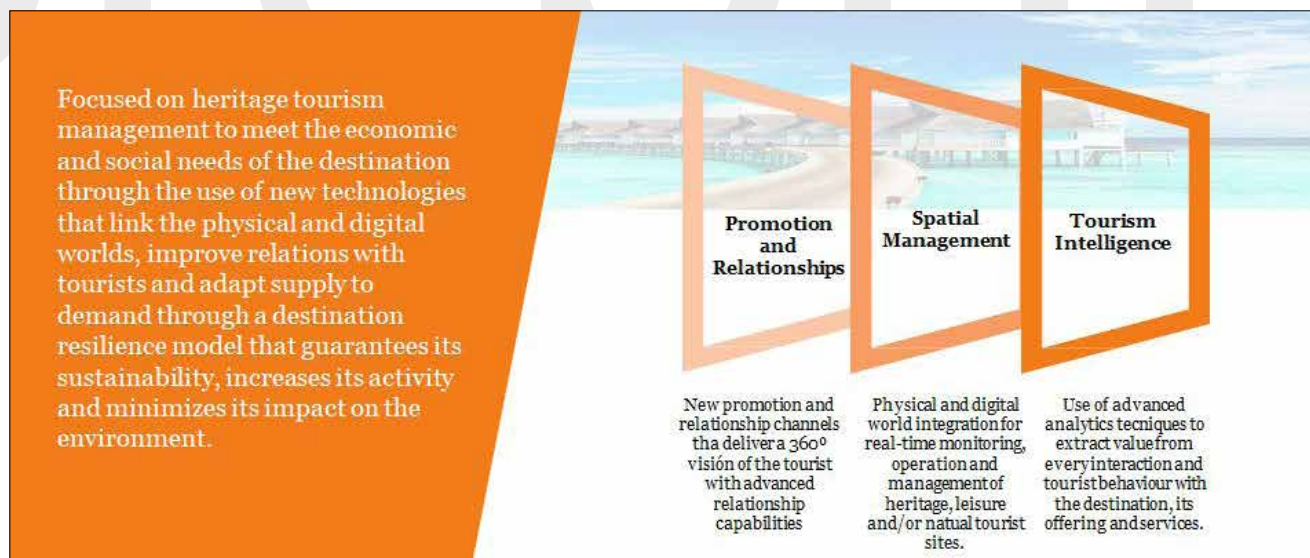 Focused on heritage tourism
management to meet the economic
and social needs of the destination
through the use of new technologies
that link the physical and digital
worlds, improve relations with
tourists and adapt supply to
demand through a destination
resilience model that guarantees its
sustainability, increases its activity
and minimizes its impact on the
environment.
Promotion
and
Relationships
Spatial
Management
Tourism
Intelligence
New promotion and
relationship channels
tha deliver a 360º
visión of the tourist
with advanced
relationship
capabilities
Physical and digital
world integration for
real-time monitoring,
operation and
management of
heritage, leisure
and/or natual tourist
sites.
Use of advanced
analytics tecniques to
extract value from
every interaction and
tourist behaviour with
the destination, its
offering and services.